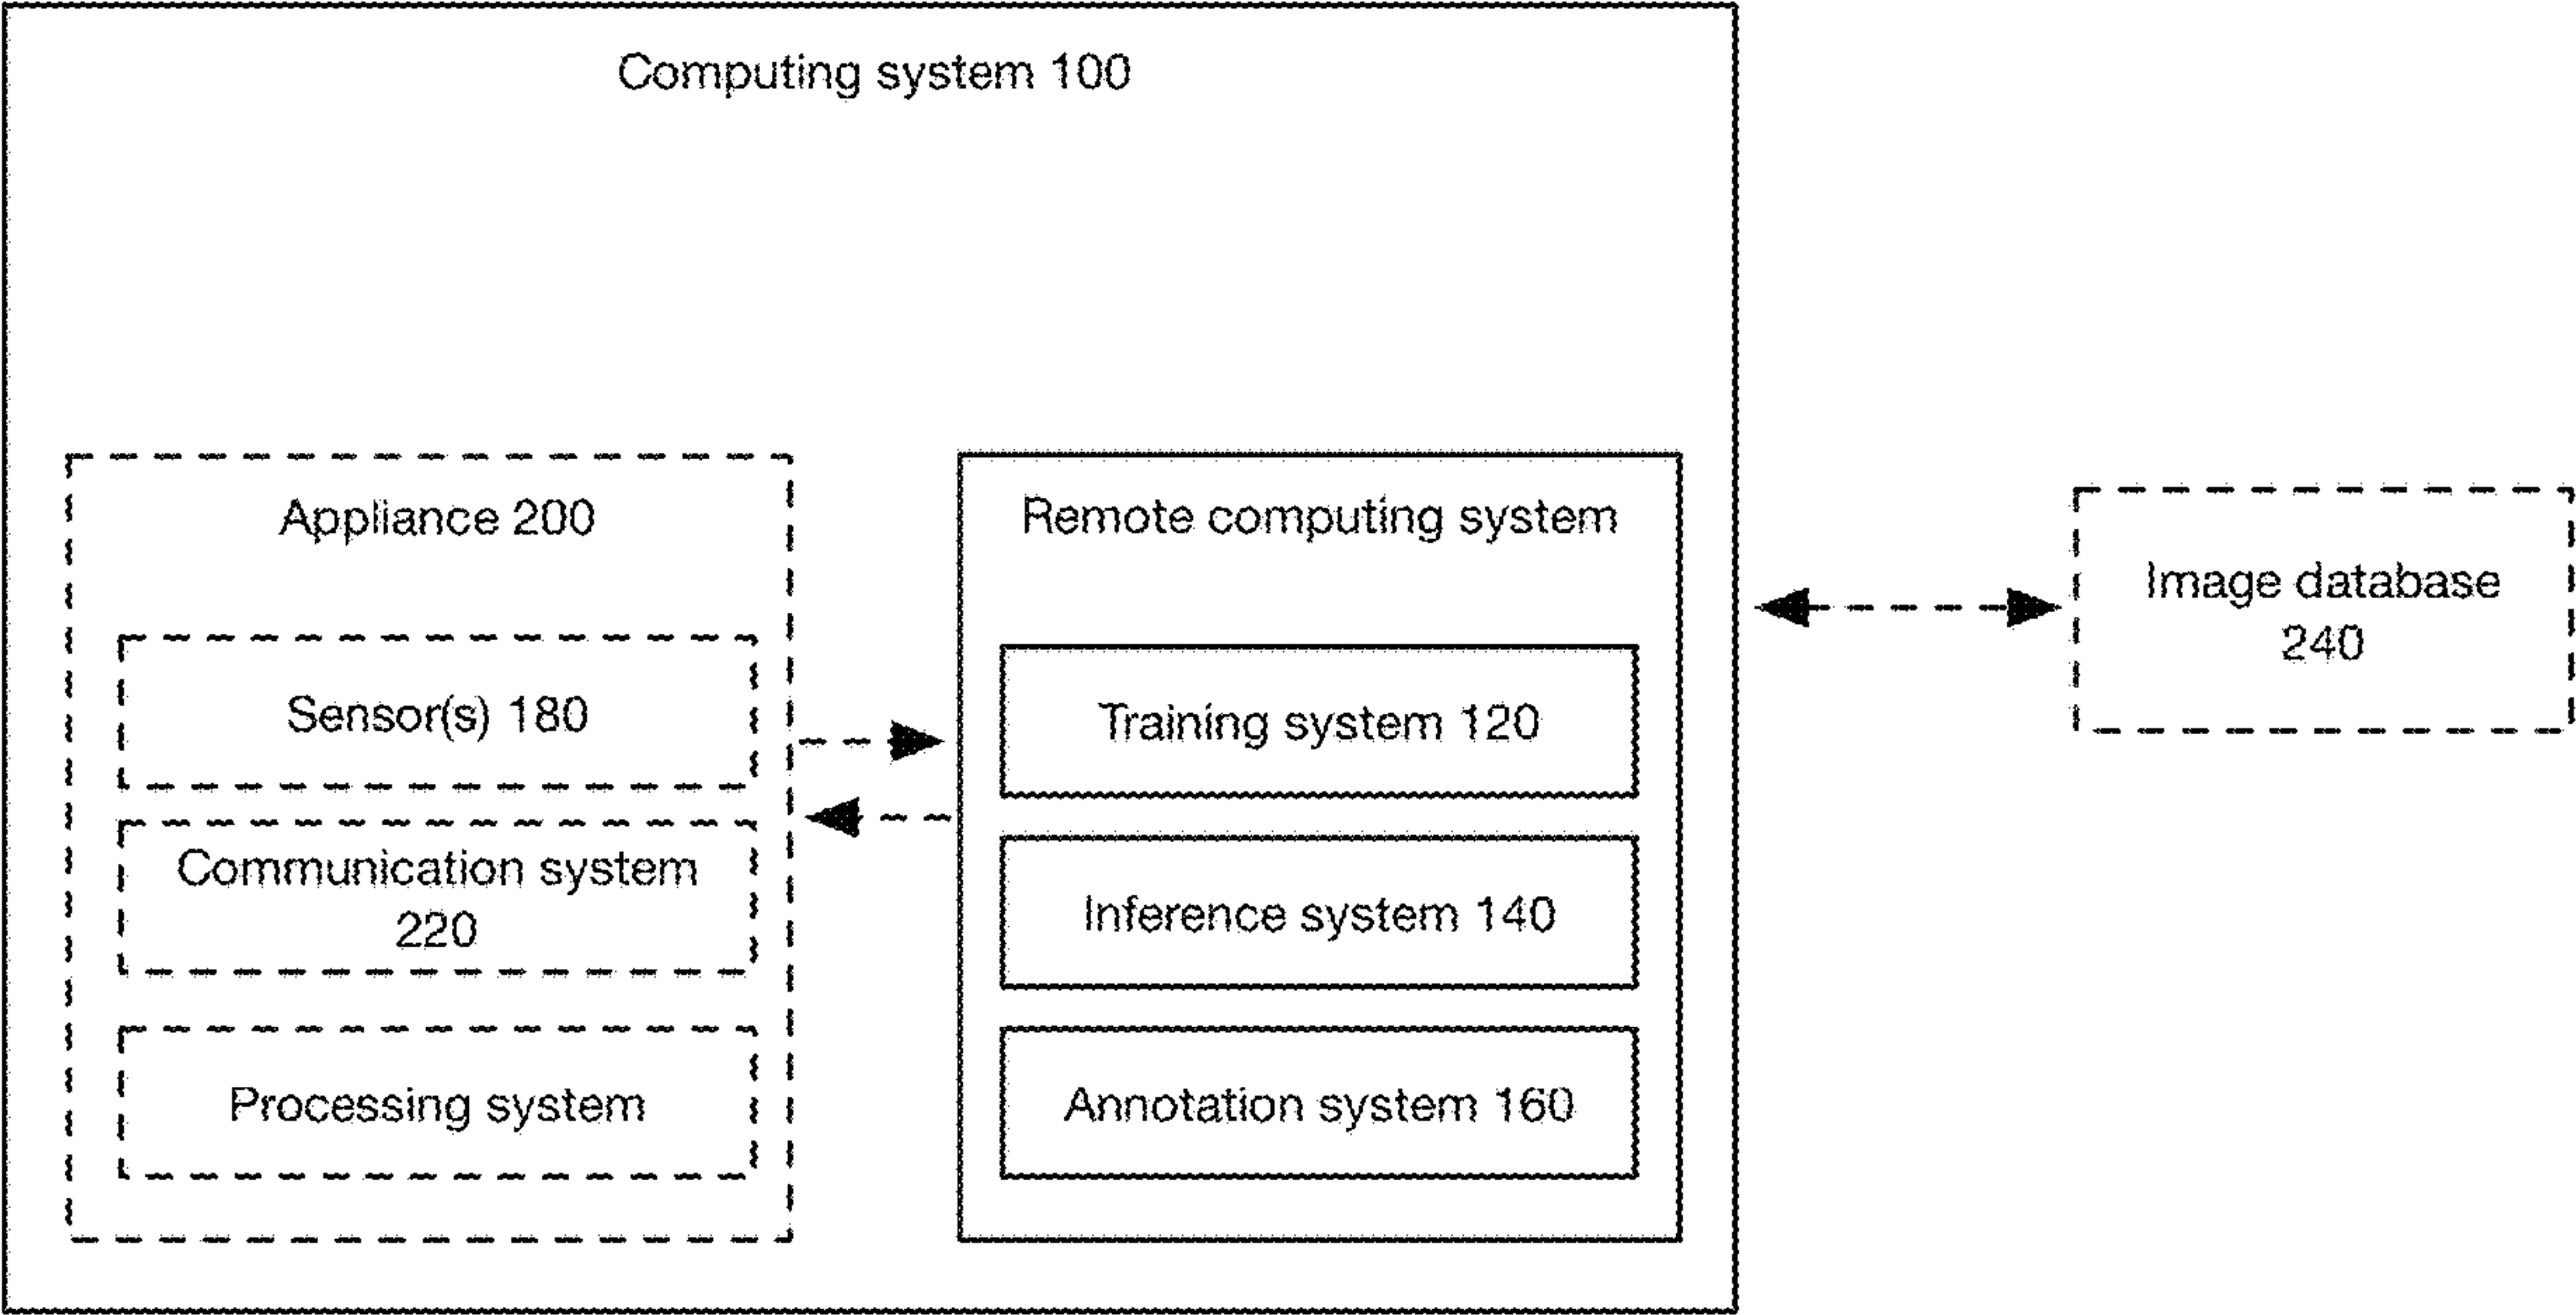 Computing system 100
Appliance 200
Sensor(s) 180
Communication system
220
Processing system
Remote computing system
Training system 120
Inference system 140
Annotation system 160
Image database
240